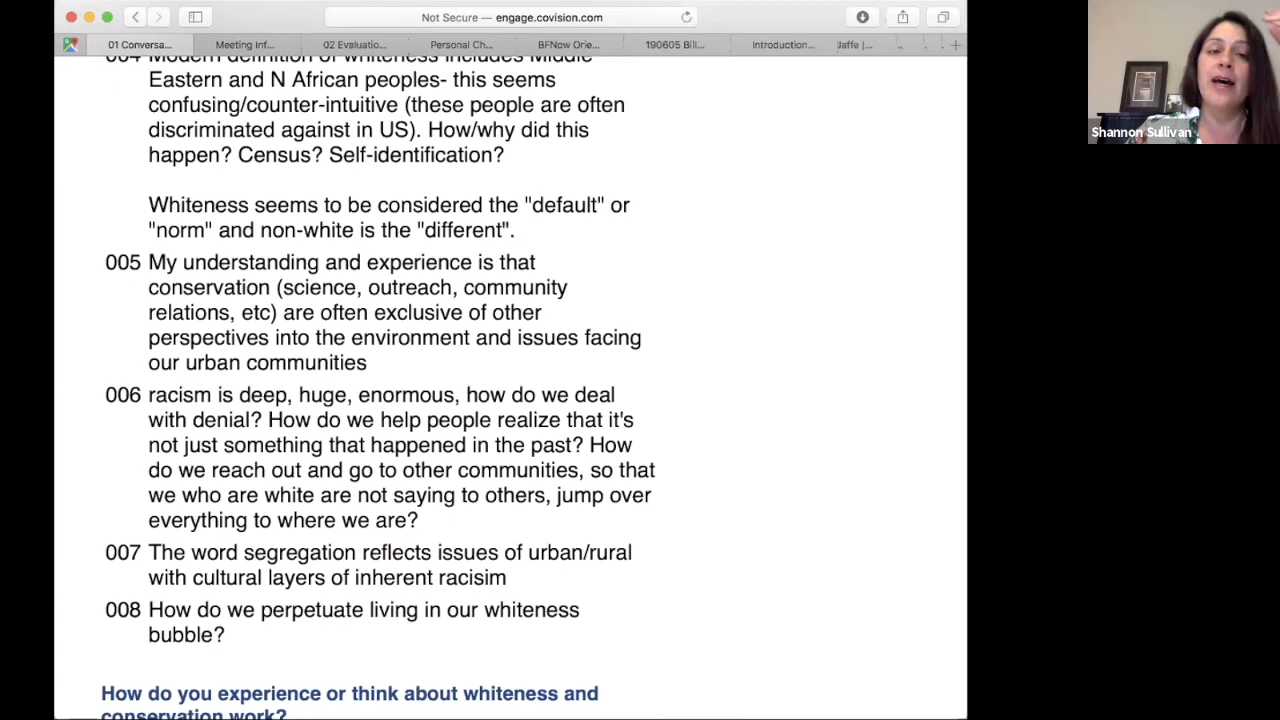 Not Secure — engage.covision.com
01 Conversa...
Meeting Inf...
02 Evaluatio...
Personal Ch...
BFNow Orie...
190605 Bill...
Introduction...
Jaffe |...
004 Modern definition of whiteness includes Middle
Eastern and N African peoples- this seems
confusing/counter-intuitive (these people are often
discriminated against in US). How/why did this
happen? Census? Self-identification?
Whiteness seems to be considered the "default" or
"norm" and non-white is the "different".
005 My understanding and experience is that
conservation (science, outreach, community
relations, etc) are often exclusive of other
perspectives into the environment and issues facing
our urban communities
006 racism is deep, huge, enormous, how do we deal
with denial? How do we help people realize that it's
not just something that happened in the past? How
do we reach out and go to other communities, so that
we who are white are not saying to others, jump over
everything to where we are?
007 The word segregation reflects issues of urban/rural
with cultural layers of inherent racisim
008 How do we perpetuate living in our whiteness
bubble?
How do you experience or think about whiteness and
conservation work?
Shannon Sullivan